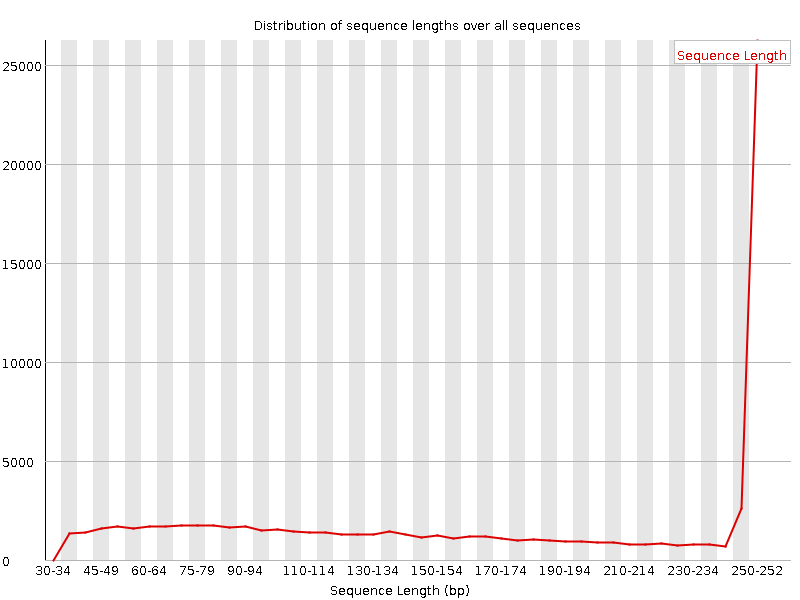 Distribution of sequence lengths over all sequences
Sequence Length
25000
20000
15000
10000
5000
0
30-34 45-49 60-64 75-79 90-94 110-114 130-134 150-154 170-174 190-194 210-214 230-234 250-252
Sequence Length (bp)